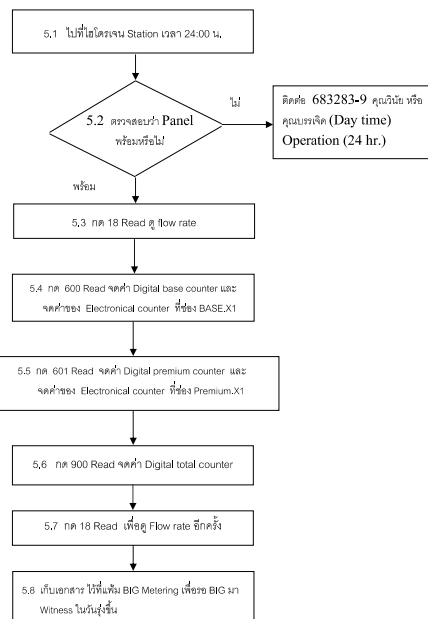 5.1 ไปที่ไฮโดรเจน Station เวลา 24:00 น.
5.2 ตรวจสอบว่า Panel
พร้อมหรือไม่
ไม่
ติดต่อ 683283-9 คุณวินัย หรือ
คุณบรรเจิด (Day time)
Operation (24 hr.)
พร้อม
5.3 กด 18 Read ดู flow rate
5.4 กด 600 Read จดค่า Digital base counter และ
จดค่าของ Electronical counter ที่ช่อง BASE.X1
5.5 กด 601 Read จดค่า Digital premium counter และ
จดค่าของ Electronical counter ที่ช่อง Premium.X1
5.6 กด 900 Read จดค่า Digital total counter
5.7 กด 18 Read เพื่อดู Flow rate อีกครั้ง
5.8 เก็บเอกสาร ไว้ที่แฟ้ม BIG Metering เพื่อรอ BIG มา
Witness ในวันรุ่งขึ้น